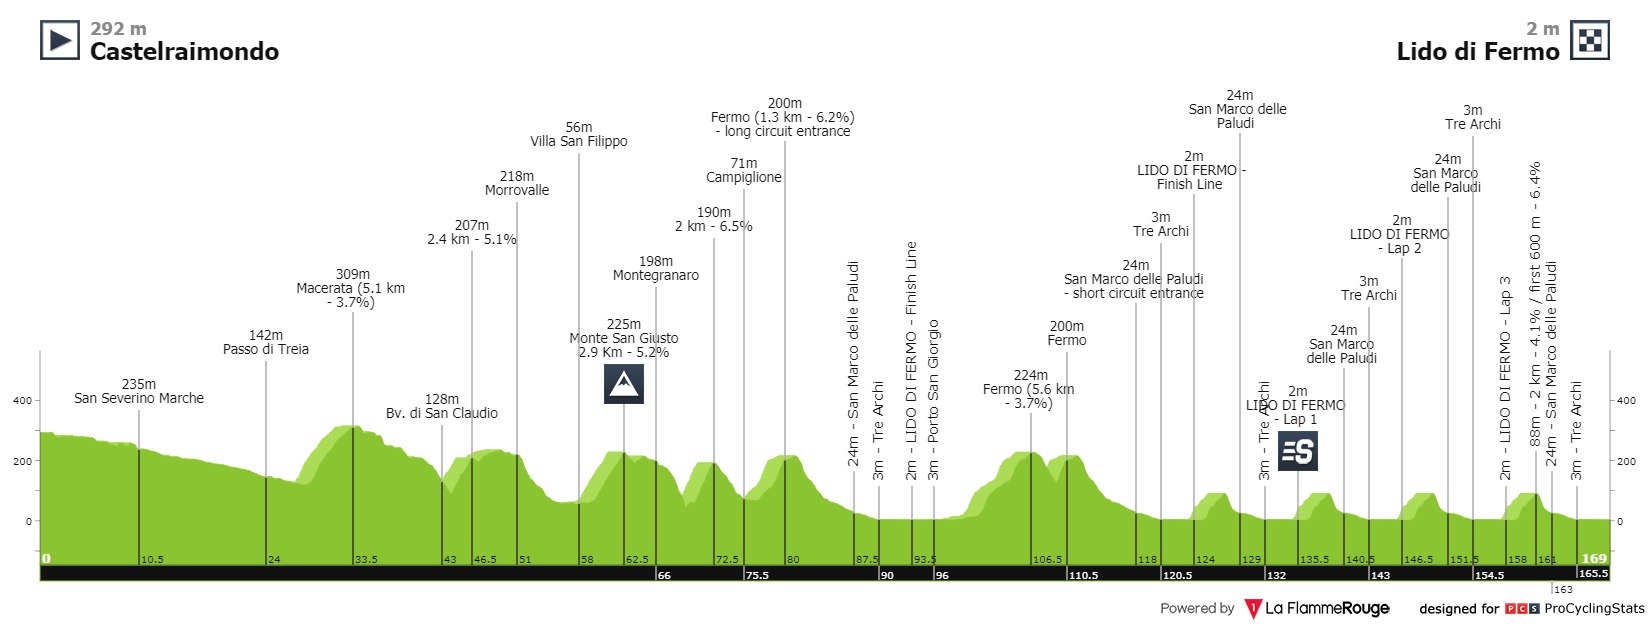 292 m
Castelraimondo
2 m
Lido di Fermo
235m
San Severino Marche
142m
Passo di Treia
309m
Macerata (5.1 km
- 3.7%)
128m
Bv. di San Claudio
207m
2.4 km - 5.1%
218m
Morrovalle
56m
Villa San Filippo
225m
Monte San Giusto
2.9 Km - 5.2%
198m
Montegranaro
190m
2 km - 6.5%
71m
Campiglione
200m
Fermo (1.3 km - 6.2%)
- long circuit entrance
24m - San Marco delle Paludi
3m - Tre Archi
2m - LIDO DI FERMO - Finish Line
3m - Porto San Giorgio
224m
Fermo (5.6 km
- 3.7%)
200m
Fermo
24m
San Marco delle Paludi
- short circuit entrance
3m
Tre Archi
2m
LIDO DI FERMO -
Finish Line
24m
San Marco delle
Paludi
3m - Tre Archi
2m
LIDO DI FERMO
- Lap 1
S
24m
San Marco
delle Paludi
3m
Tre Archi
2m
LIDO DI FERMO
- Lap 2
24m
San Marco
delle Paludi
3m
Tre Archi
2m - LIDO DI FERMO - Lap 3
88m - 2 km - 4.1% / first 600 m - 6.4%
24m - San Marco delle Paludi
3m - Tre Archi
400
200
0
400
200
0
0 10.5 24 33.5 43 46.5 51 58 62.5 72.5 80 87.5 93.5 106.5 118 124 129 135.5 140.5 146.5 151.5 158 161 169
66 75.5 90 96 110.5 120.5 132 143 154.5 165.5
163
Powered by La FlammeRouge designed for PCS ProCyclingStats